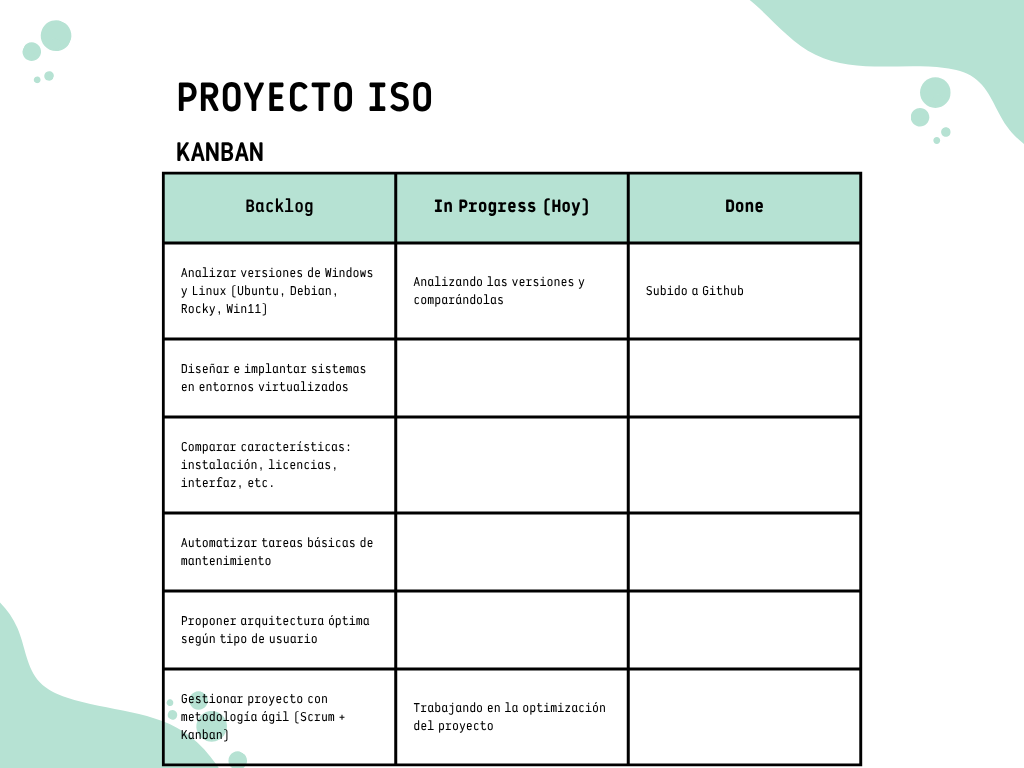 PROYECTO ISO
KANBAN
Backlog
In Progress (Hoy)
Done
Analizar versiones de Windows
y Linux (Ubuntu, Debian,
Rocky, Win11)
Analizando las versiones y
comparándolas
Subido a Github
Diseñar e implantar sistemas
en entornos virtualizados
Comparar características:
instalación, licencias,
interfaz, etc.
Automatizar tareas básicas de
mantenimiento
Proponer arquitectura óptima
según tipo de usuario
Gestionar proyecto con
metodología ágil (Scrum +
Kanban)
Trabajando en la optimización
del proyecto